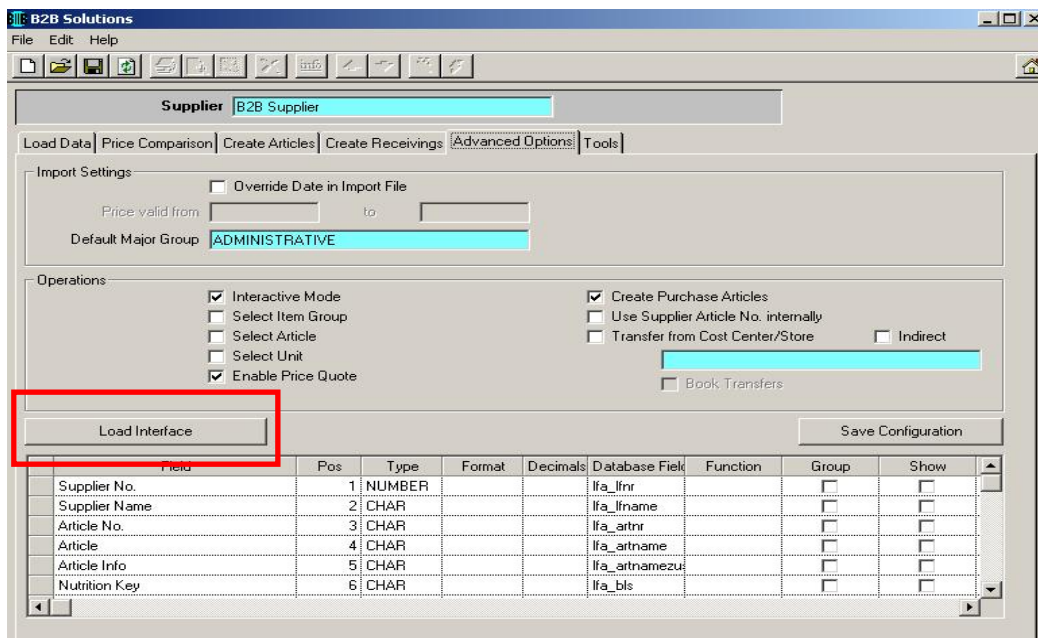 B2B Solutions
File Edit Help
info
Supplier B2B Supplier
Load Data Price Comparison Create Articles Create Receivings Advanced Options Tools
Import Settings
Override Date in Import File
Price valid from to
Default Major Group ADMINISTRATIVE
Operations
Interactive Mode Create Purchase Articles
Select Item Group Use Supplier Article No. internally
Select Article Transfer from Cost Center/Store Indirect
Select Unit
Enable Price Quote Book Transfers
Load Interface Save Configuration
Field Pos Type Format Decimals Database Field Function Group Show
Supplier No. 1 NUMBER lfa_lfnr
Supplier Name 2 CHAR lfa_lfname
Article No. 3 CHAR lfa_artnr
Article 4 CHAR lfa_artname
Article Info 5 CHAR lfa_artnamezu
Nutrition Key 6 CHAR lfa_bls